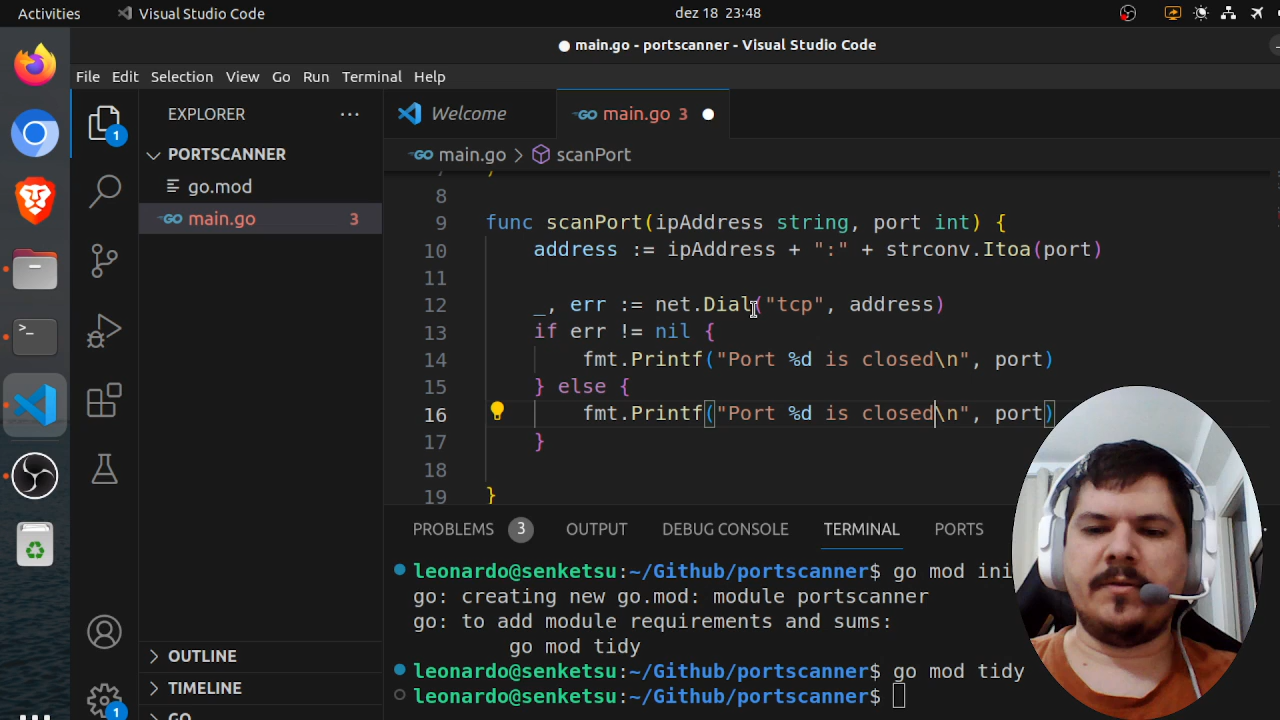 Activities
Visual Studio Code
dez 18 23:48
● main.go - portscanner - Visual Studio Code
File Edit Selection View Go Run Terminal Help
EXPLORER
PORTSCANNER
go.mod
main.go 3
OUTLINE
TIMELINE
GO
1
1
Welcome
main.go 3
main.go > scanPort
8
9 func scanPort(ipAddress string, port int) {
10 address := ipAddress + ":" + strconv.Itoa(port)
11
12 _, err := net.Dial("tcp", address)
13 if err != nil {
14 fmt.Printf("Port %d is closed\n", port)
15 } else {
16 fmt.Printf("Port %d is closed\n", port)
17 }
18
19 }
PROBLEMS 3 OUTPUT DEBUG CONSOLE TERMINAL PORTS
leonardo@senketsu:~/Github/portscanner$ go mod ini
go: creating new go.mod: module portscanner
go: to add module requirements and sums:
go mod tidy
leonardo@senketsu:~/Github/portscanner$ go mod tidy
leonardo@senketsu:~/Github/portscanner$